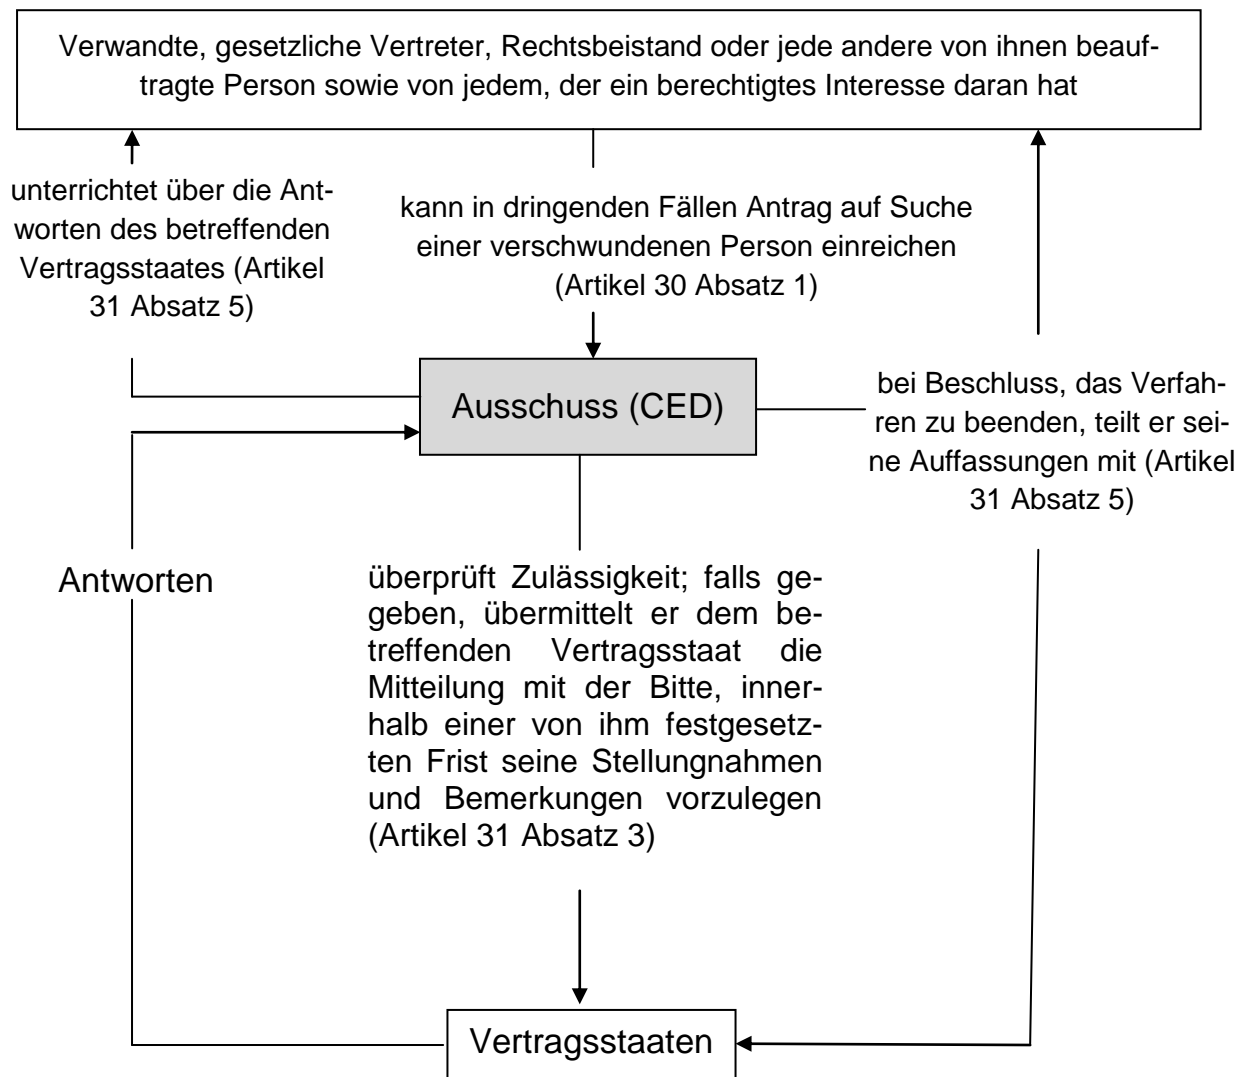 Verwandte, gesetzliche Vertreter, Rechtsbeistand oder jede andere von ihnen beauf-
tragte Person sowie von jedem, der ein berechtigtes Interesse daran hat
unterrichtet über die Ant-
worten des betreffenden
Vertragsstaates (Artikel
31 Absatz 5)
kann in dringenden Fällen Antrag auf Suche
einer verschwundenen Person einreichen
(Artikel 30 Absatz 1)
Ausschuss (CED)
bei Beschluss, das Verfah-
ren zu beenden, teilt er sei-
ne Auffassungen mit (Artikel
31 Absatz 5)
Antworten
überprüft Zulässigkeit; falls ge-
geben, übermittelt er dem be-
treffenden Vertragsstaat die
Mitteilung mit der Bitte, inner-
halb einer von ihm festgesetz-
ten Frist seine Stellungnahmen
und Bemerkungen vorzulegen
(Artikel 31 Absatz 3)
Vertragsstaaten